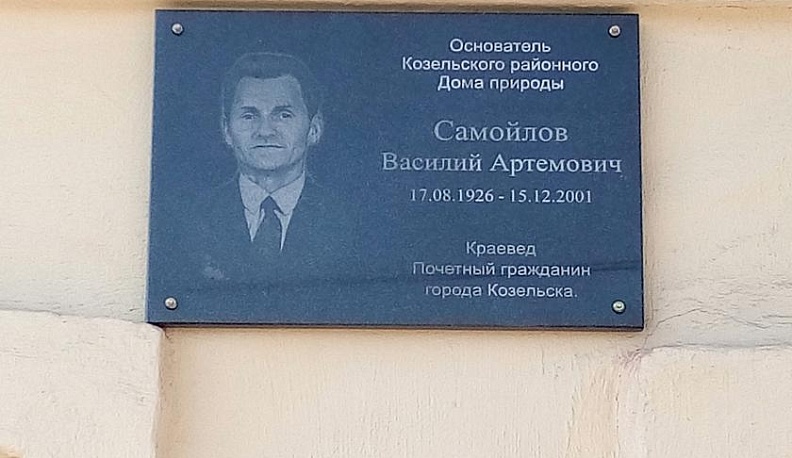 Основатель
Козельского районного
Дома природы
Самойлов
Василий Артемович
17.08.1926 - 15.12.2001
Краевед
Почетный гражданин
города Козельска.